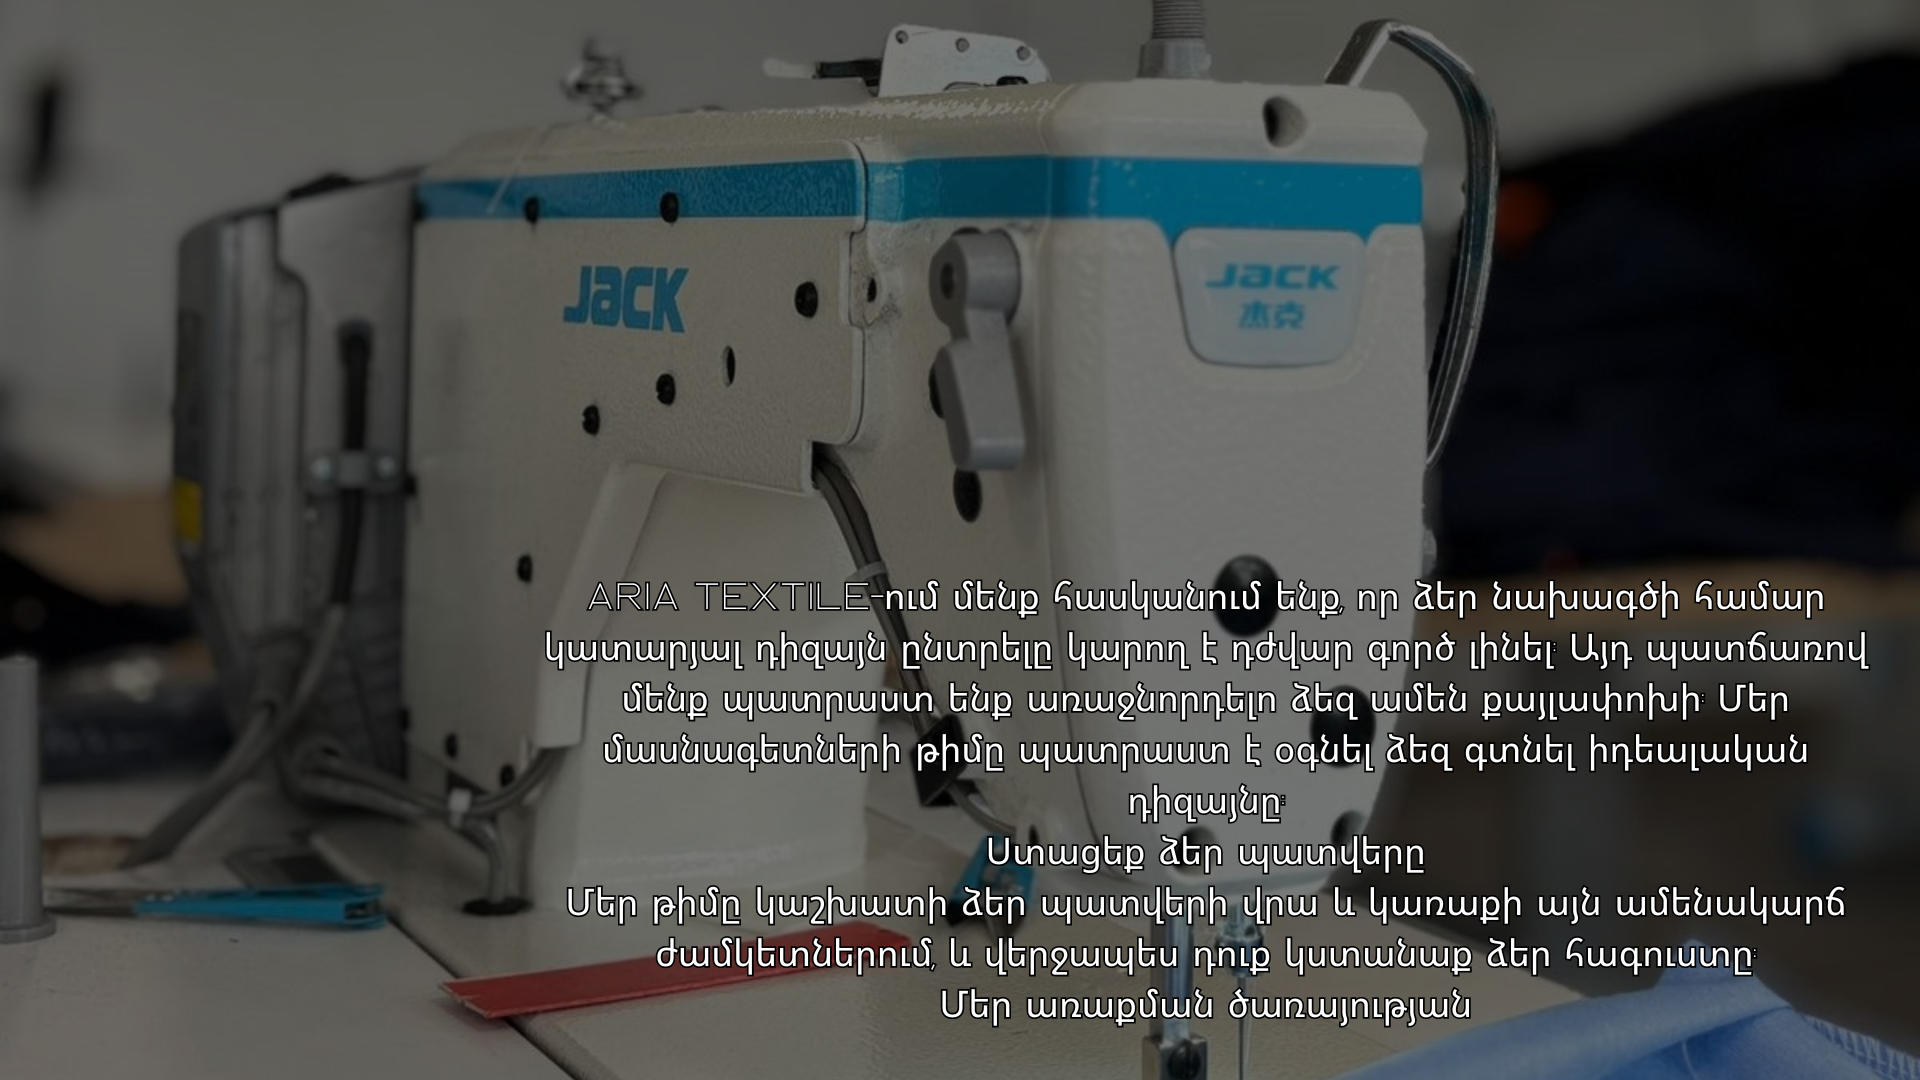 JACK
JACK
杰克
ARIA TEXTILE-ում մենք հասկանում ենք, որ ձեր նախագծի համար
կատարյալ դիզայն ընտրելը կարող է դժվար գործ լինել: Այդ պատճառով
մենք պատրաստ ենք առաջնորդելո ձեզ ամեն քայլափոխի: Մեր
մասնագետների թիմը պատրաստ է օգնել ձեզ գտնել իդեալական
դիզայնը:
Ստացեք ձեր պատվերը
Մեր թիմը կաշխատի ձեր պատվերի վրա և կառաքի այն ամենակարճ
ժամկետներում, և վերջապես դուք կստանաք ձեր հագուստը:
Մեր առաքման ծառայության